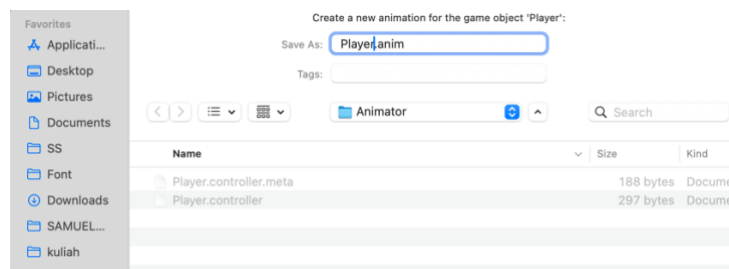 Favorites
Applicati...
Desktop
Pictures
Documents
SS
Font
Downloads
SAMUEL...
kuliah
Create a new animation for the game object 'Player':
Save As: Player.anim
Tags:
Animator
Search
Name Size Kind
Player.controller.meta 188 bytes Docume
Player.controller 297 bytes Docume